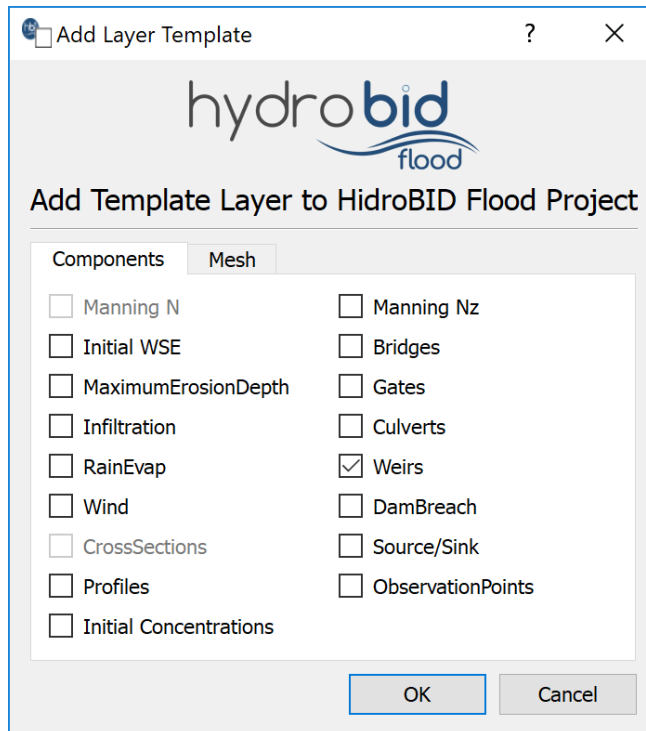 Add Layer Template
?
hydrobid
flood
Add Template Layer to HidroBID Flood Project
Components Mesh
Manning N Manning Nz
Initial WSE Bridges
MaximumErosionDepth Gates
Infiltration Culverts
RainEvap Weirs
Wind DamBreach
CrossSections Source/Sink
Profiles ObservationPoints
Initial Concentrations
OK Cancel